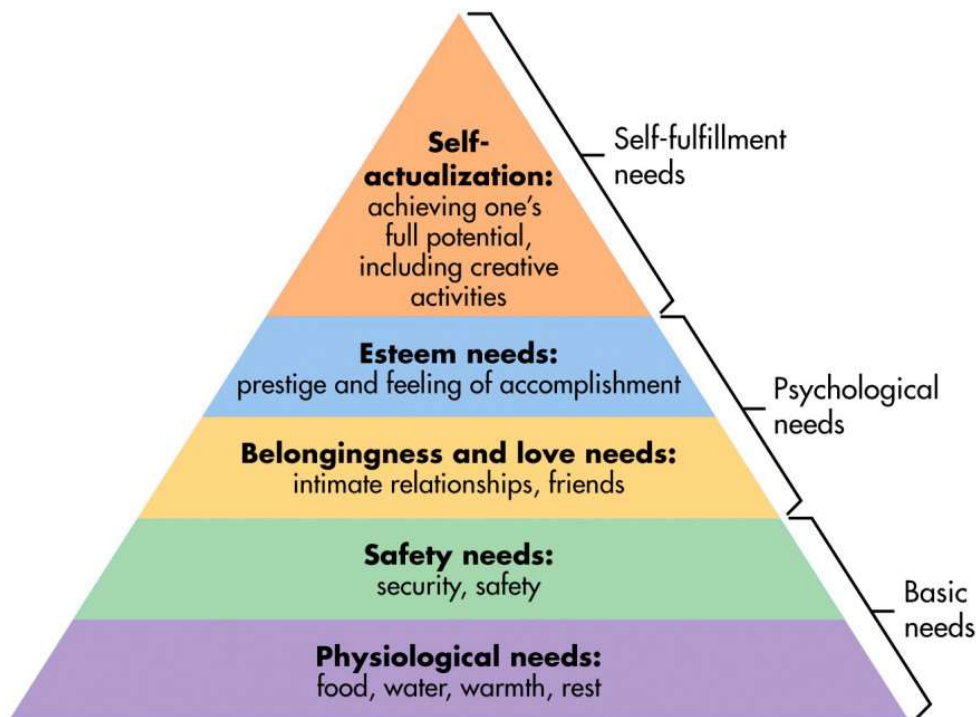 Self-
actualization:
achieving one's
full potential,
including creative
activities
Self-fulfillment
needs
Esteem needs:
prestige and feeling of accomplishment
Belongingness and love needs:
intimate relationships, friends
Psychological
needs
Safety needs:
security, safety
Physiological needs:
food, water, warmth, rest
Basic
needs